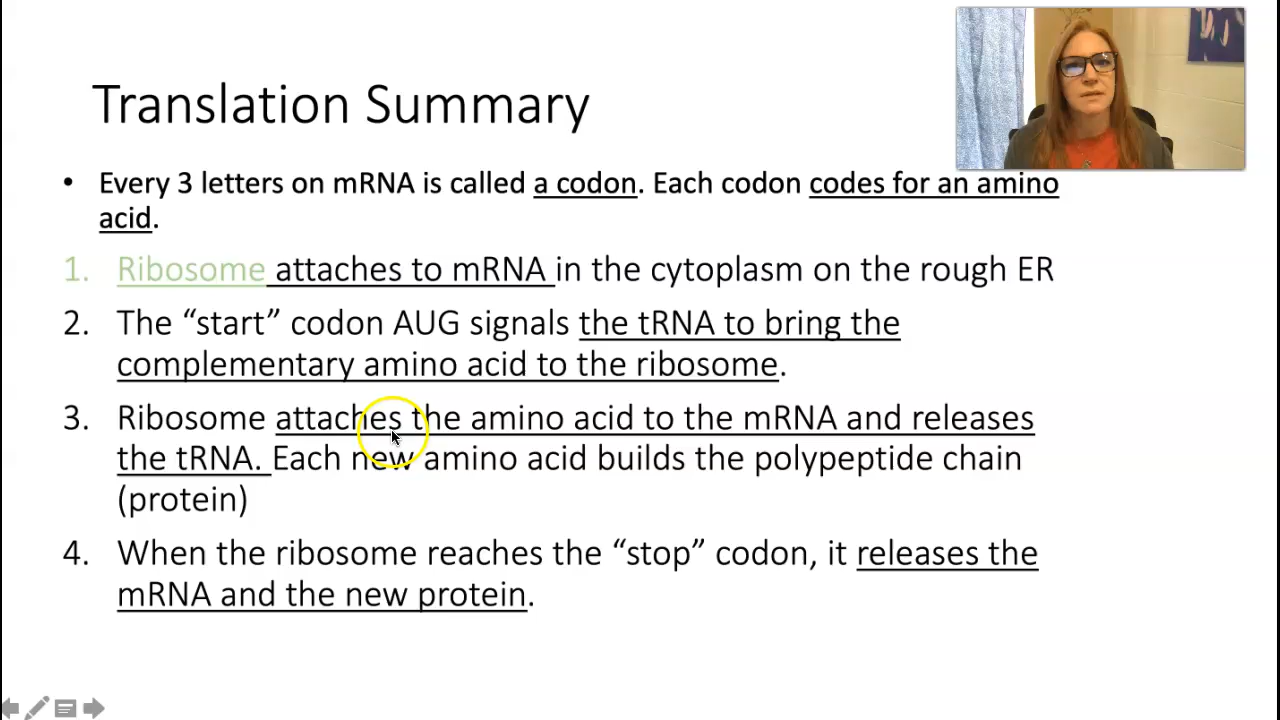 Translation Summary
• Every 3 letters on mRNA is called a codon. Each codon codes for an amino
acid.
1. Ribosome attaches to mRNA in the cytoplasm on the rough ER
2. The “start” codon AUG signals the tRNA to bring the
complementary amino acid to the ribosome.
3. Ribosome attaches the amino acid to the mRNA and releases
the tRNA. Each new amino acid builds the polypeptide chain
(protein)
4. When the ribosome reaches the “stop” codon, it releases the
mRNA and the new protein.